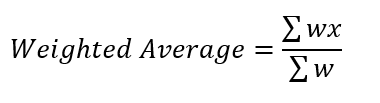 Weighted Average = ∑ wx / ∑ w